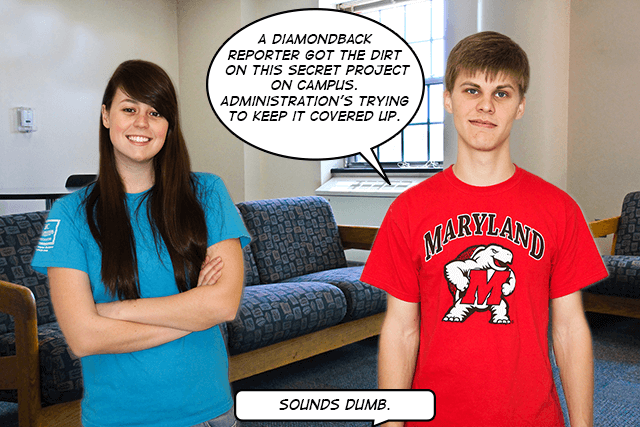 A DIAMONDBACK
REPORTER GOT THE DIRT
ON THIS SECRET PROJECT
ON CAMPUS.
ADMINISTRATION'S TRYING
TO KEEP IT COVERED UP.
MARYLAND
M
SOUNDS DUMB.